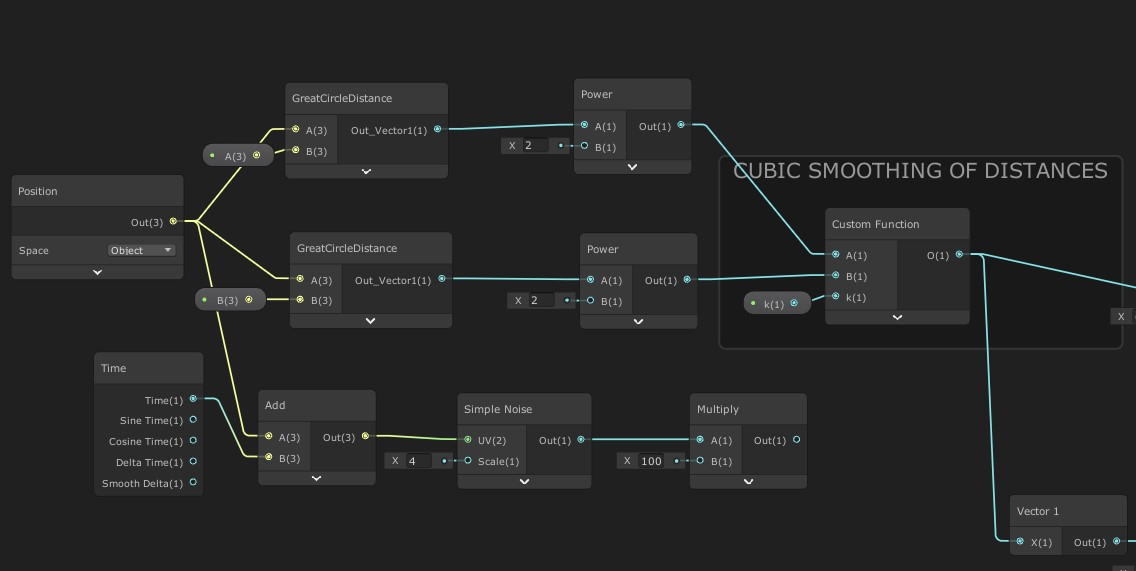 GreatCircleDistance
A(3) Out_Vector1(1)
B(3)
A(3)
Power
A(1) Out(1)
X 2 B(1)
CUBIC SMOOTHING OF DISTANCES
Position
Out(3)
Space Object
GreatCircleDistance
A(3) Out_Vector1(1)
B(3)
B(3)
Power
A(1) Out(1)
X 2 B(1)
Custom Function
A(1) O(1)
B(1)
k(1)
k(1)
X
Time
Time(1)
Sine Time(1)
Cosine Time(1)
Delta Time(1)
Smooth Delta(1)
Add
A(3) Out(3)
B(3)
Simple Noise
UV(2) Out(1)
X 4 Scale(1)
Multiply
A(1) Out(1)
X 100 B(1)
Vector 1
X(1) Out(1)